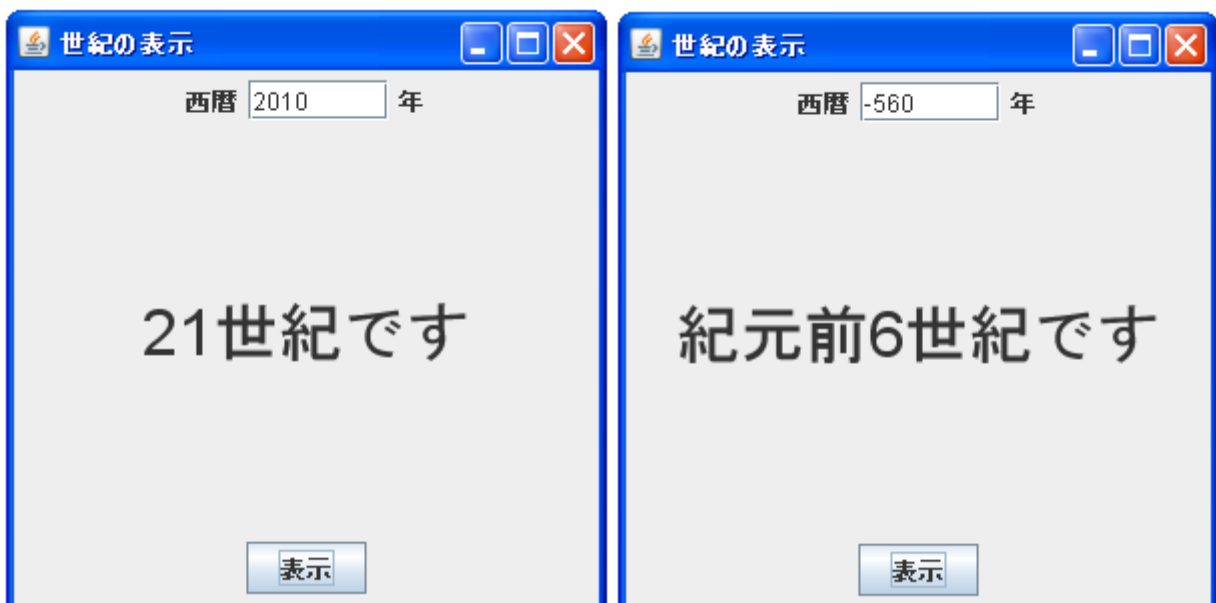 世紀の表示
西暦 2010 年
21世紀です
表示
世紀の表示
西暦 -560 年
紀元前6世紀です
表示